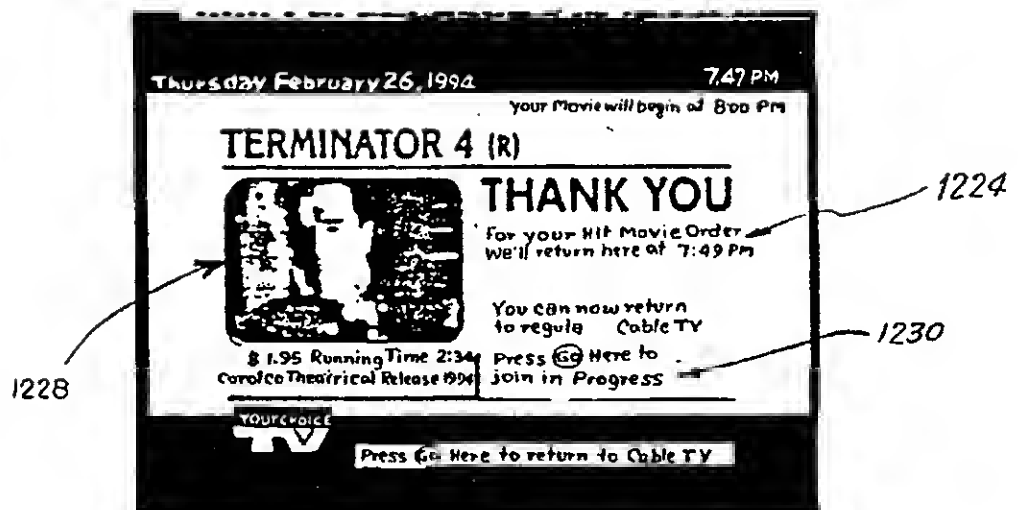 Thursday February 26, 1994 7,47 PM
Your Movie will begin at 8:00 PM
TERMINATOR 4 (R)
THANK YOU
1224
For your Hit Movie Order
We'll return here at 7:49 PM
You can now return
to regula Cable TV
1230
$ 1.95 Running Time 2:34
Carolco Theatrical Release 1994
Press Go Here to
join in Progress
1228
YOUR CHOICE
TV
Press Go Here to return to Cable TV